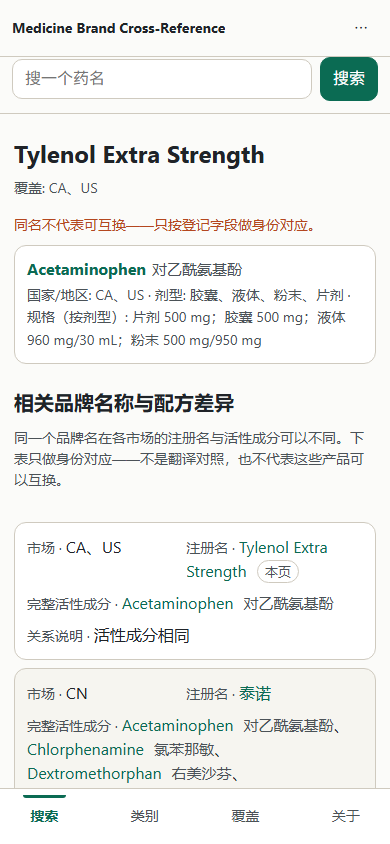 Medicine Brand Cross-Reference
...
搜一个药名
搜索
Tylenol Extra Strength
覆盖: CA、US
同名不代表可互换——只按登记字段做身份对应。
Acetaminophen 对乙酰氨基酚
国家/地区: CA、US · 剂型: 胶囊、液体、粉末、片剂 ·
规格（按剂型）: 片剂 500 mg；胶囊 500 mg；液体
960 mg/30 mL；粉末 500 mg/950 mg
相关品牌名称与配方差异
同一个品牌名在各市场的注册名与活性成分可以不同。下
表只做身份对应——不是翻译对照，也不代表这些产品可
以互换。
市场 · CA、US
注册名 · Tylenol Extra
Strength 本页
完整活性成分 · Acetaminophen 对乙酰氨基酚
关系说明 · 活性成分相同
市场 · CN
注册名 · 泰诺
完整活性成分 · Acetaminophen 对乙酰氨基酚、
Chlorphenamine 氯苯那敏、
Dextromethorphan 右美沙芬、
搜索
类别
覆盖
关于